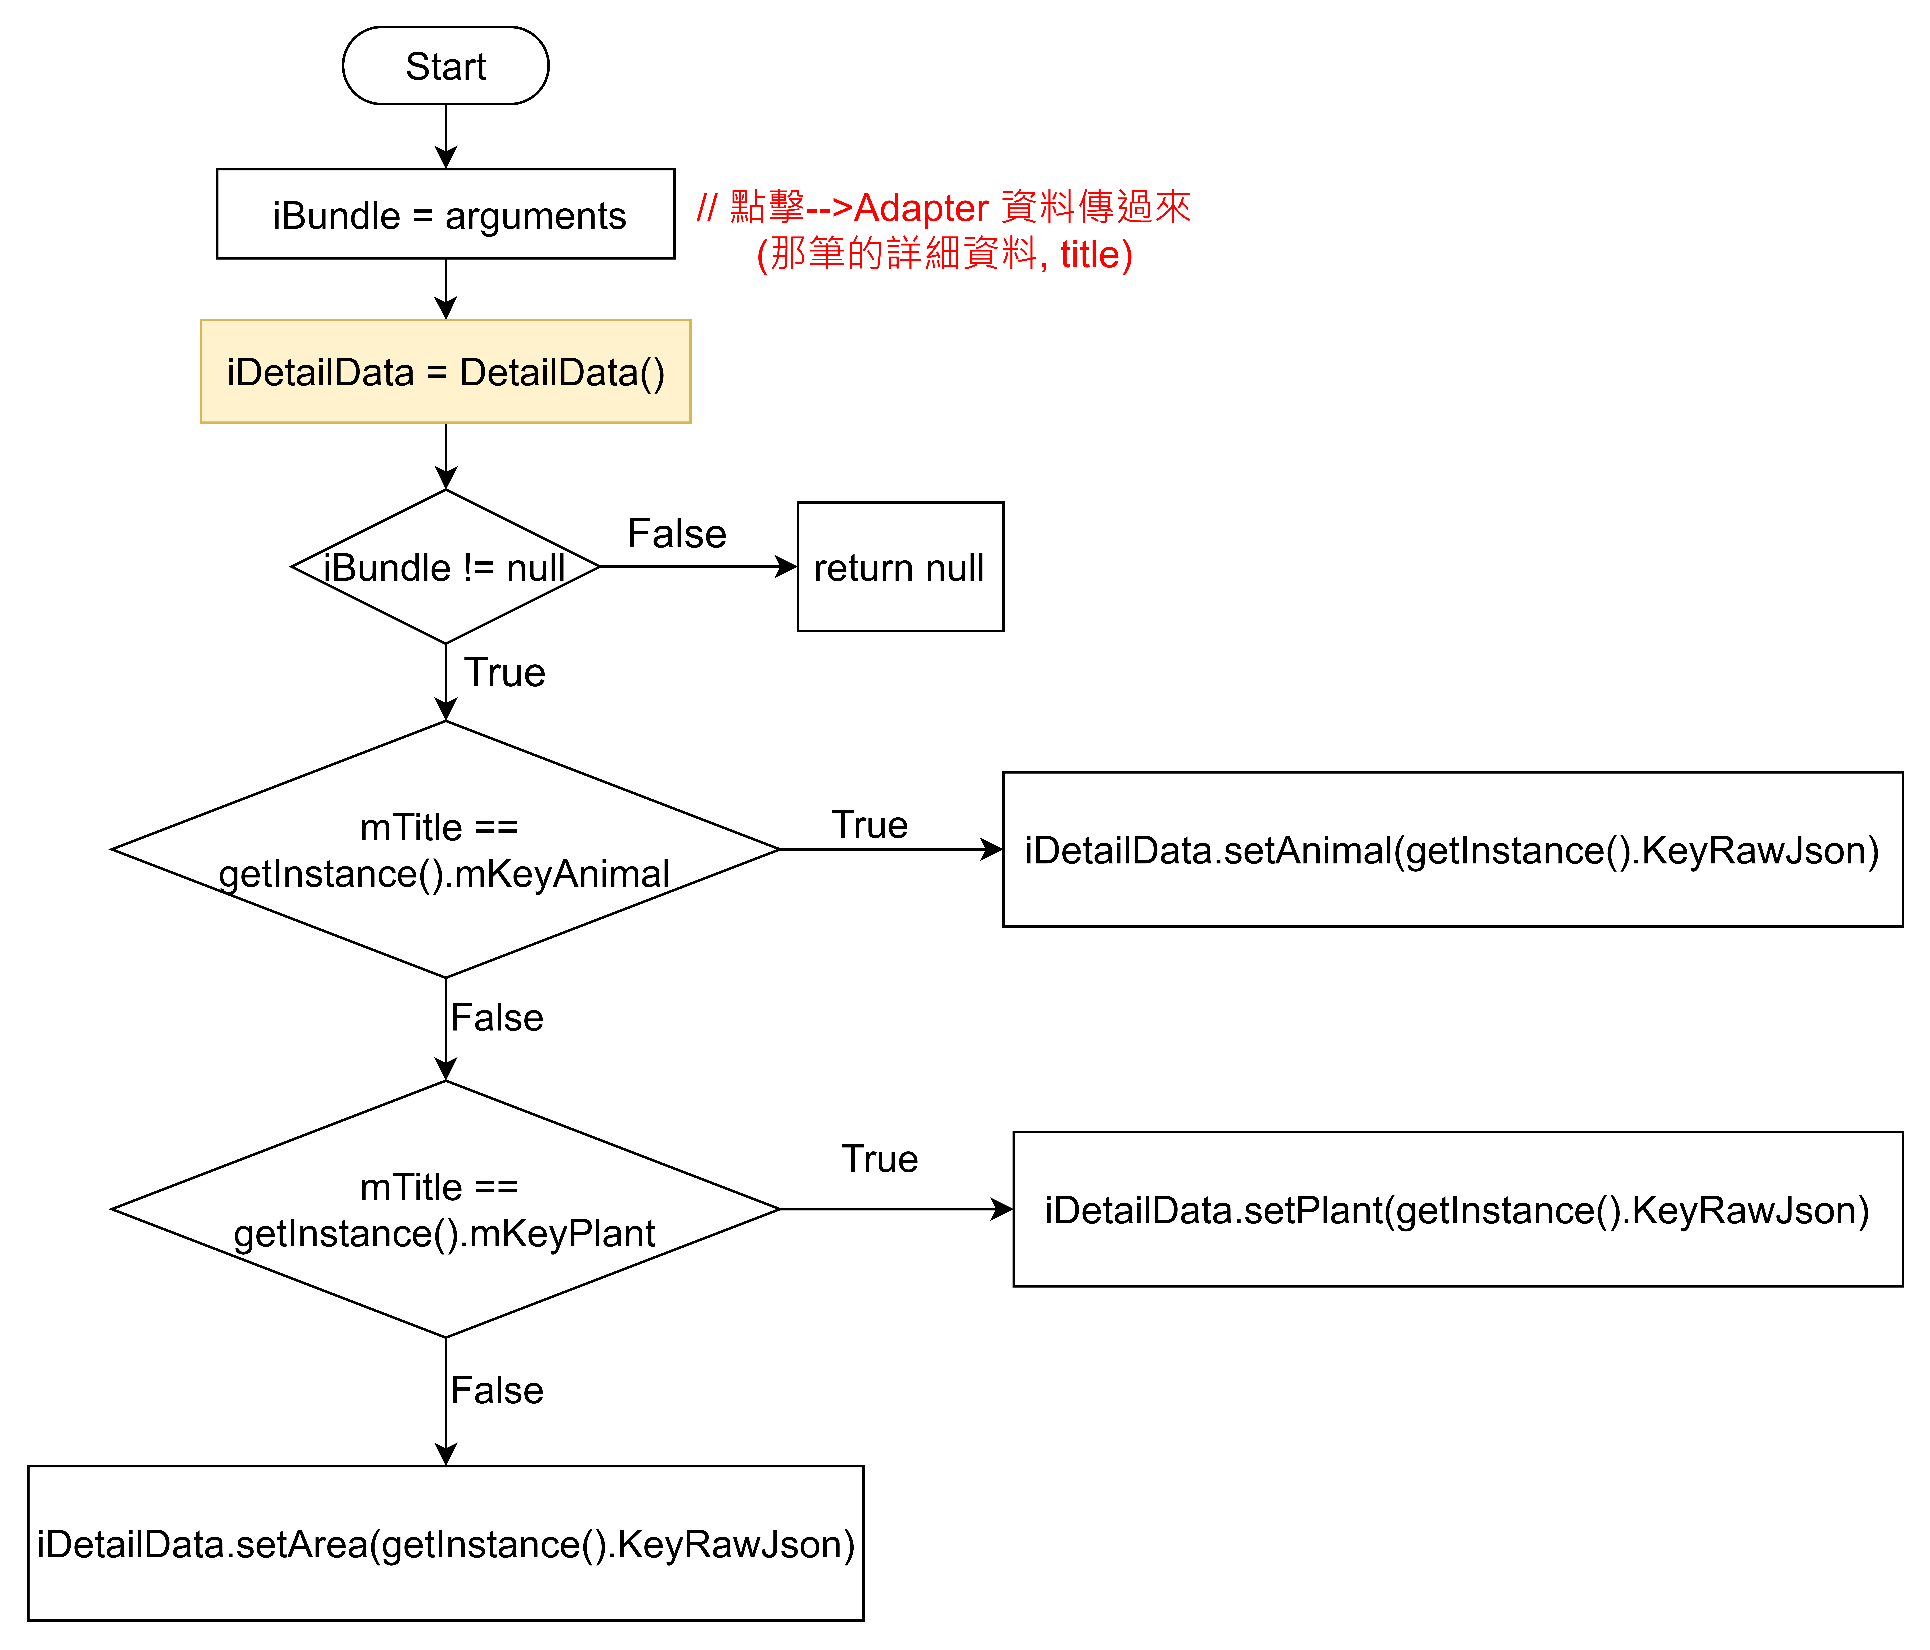 Start
iBundle = arguments
// 點擊-->Adapter 資料傳過來
(那筆的詳細資料, title)
iDetailData = DetailData()
iBundle != null
False
return null
True
mTitle ==
getInstance().mKeyAnimal
True
iDetailData.setAnimal(getInstance().KeyRawJson)
False
mTitle ==
getInstance().mKeyPlant
True
iDetailData.setPlant(getInstance().KeyRawJson)
False
iDetailData.setArea(getInstance().KeyRawJson)